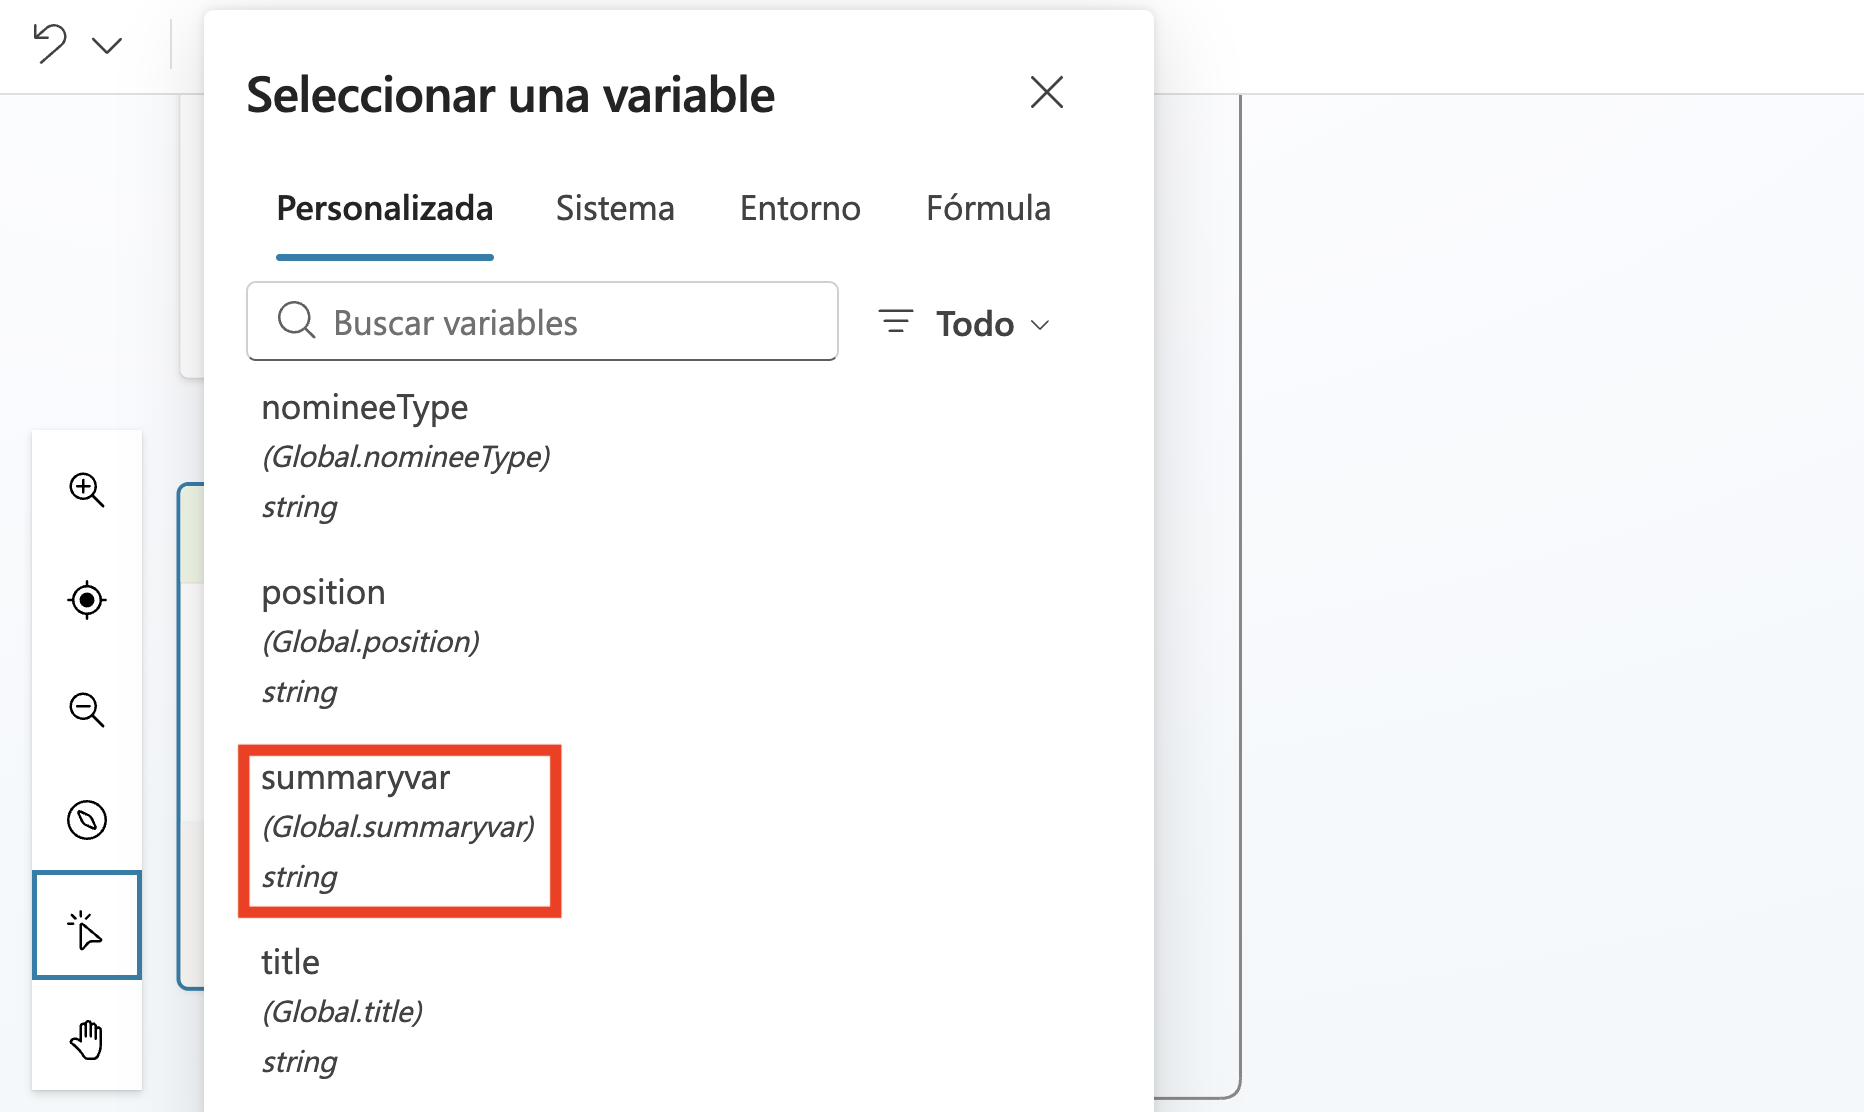 Seleccionar una variable
Personalizada Sistema Entorno Fórmula
Buscar variables Todo
nomineeType
(Global.nomineeType)
string
position
(Global.position)
string
summaryvar
(Global.summaryvar)
string
title
(Global.title)
string